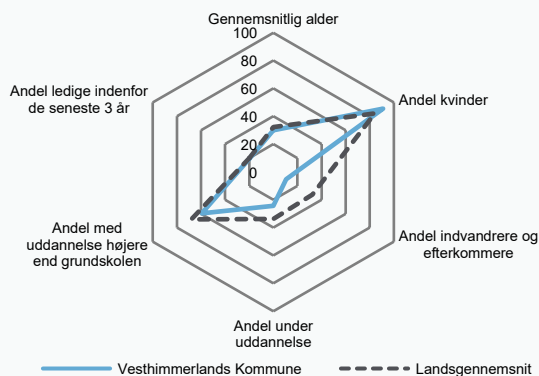 Gennemsnitlig alder
100
80
60
40
20
0
Andel kvinder
Andel indvandrere og
efterkommere
Andel under
uddannelse
Andel med
uddannelse højere
end grundskolen
Andel ledige indenfor
de seneste 3 år
Vesthimmerlands Kommune
Landsgennemsnit